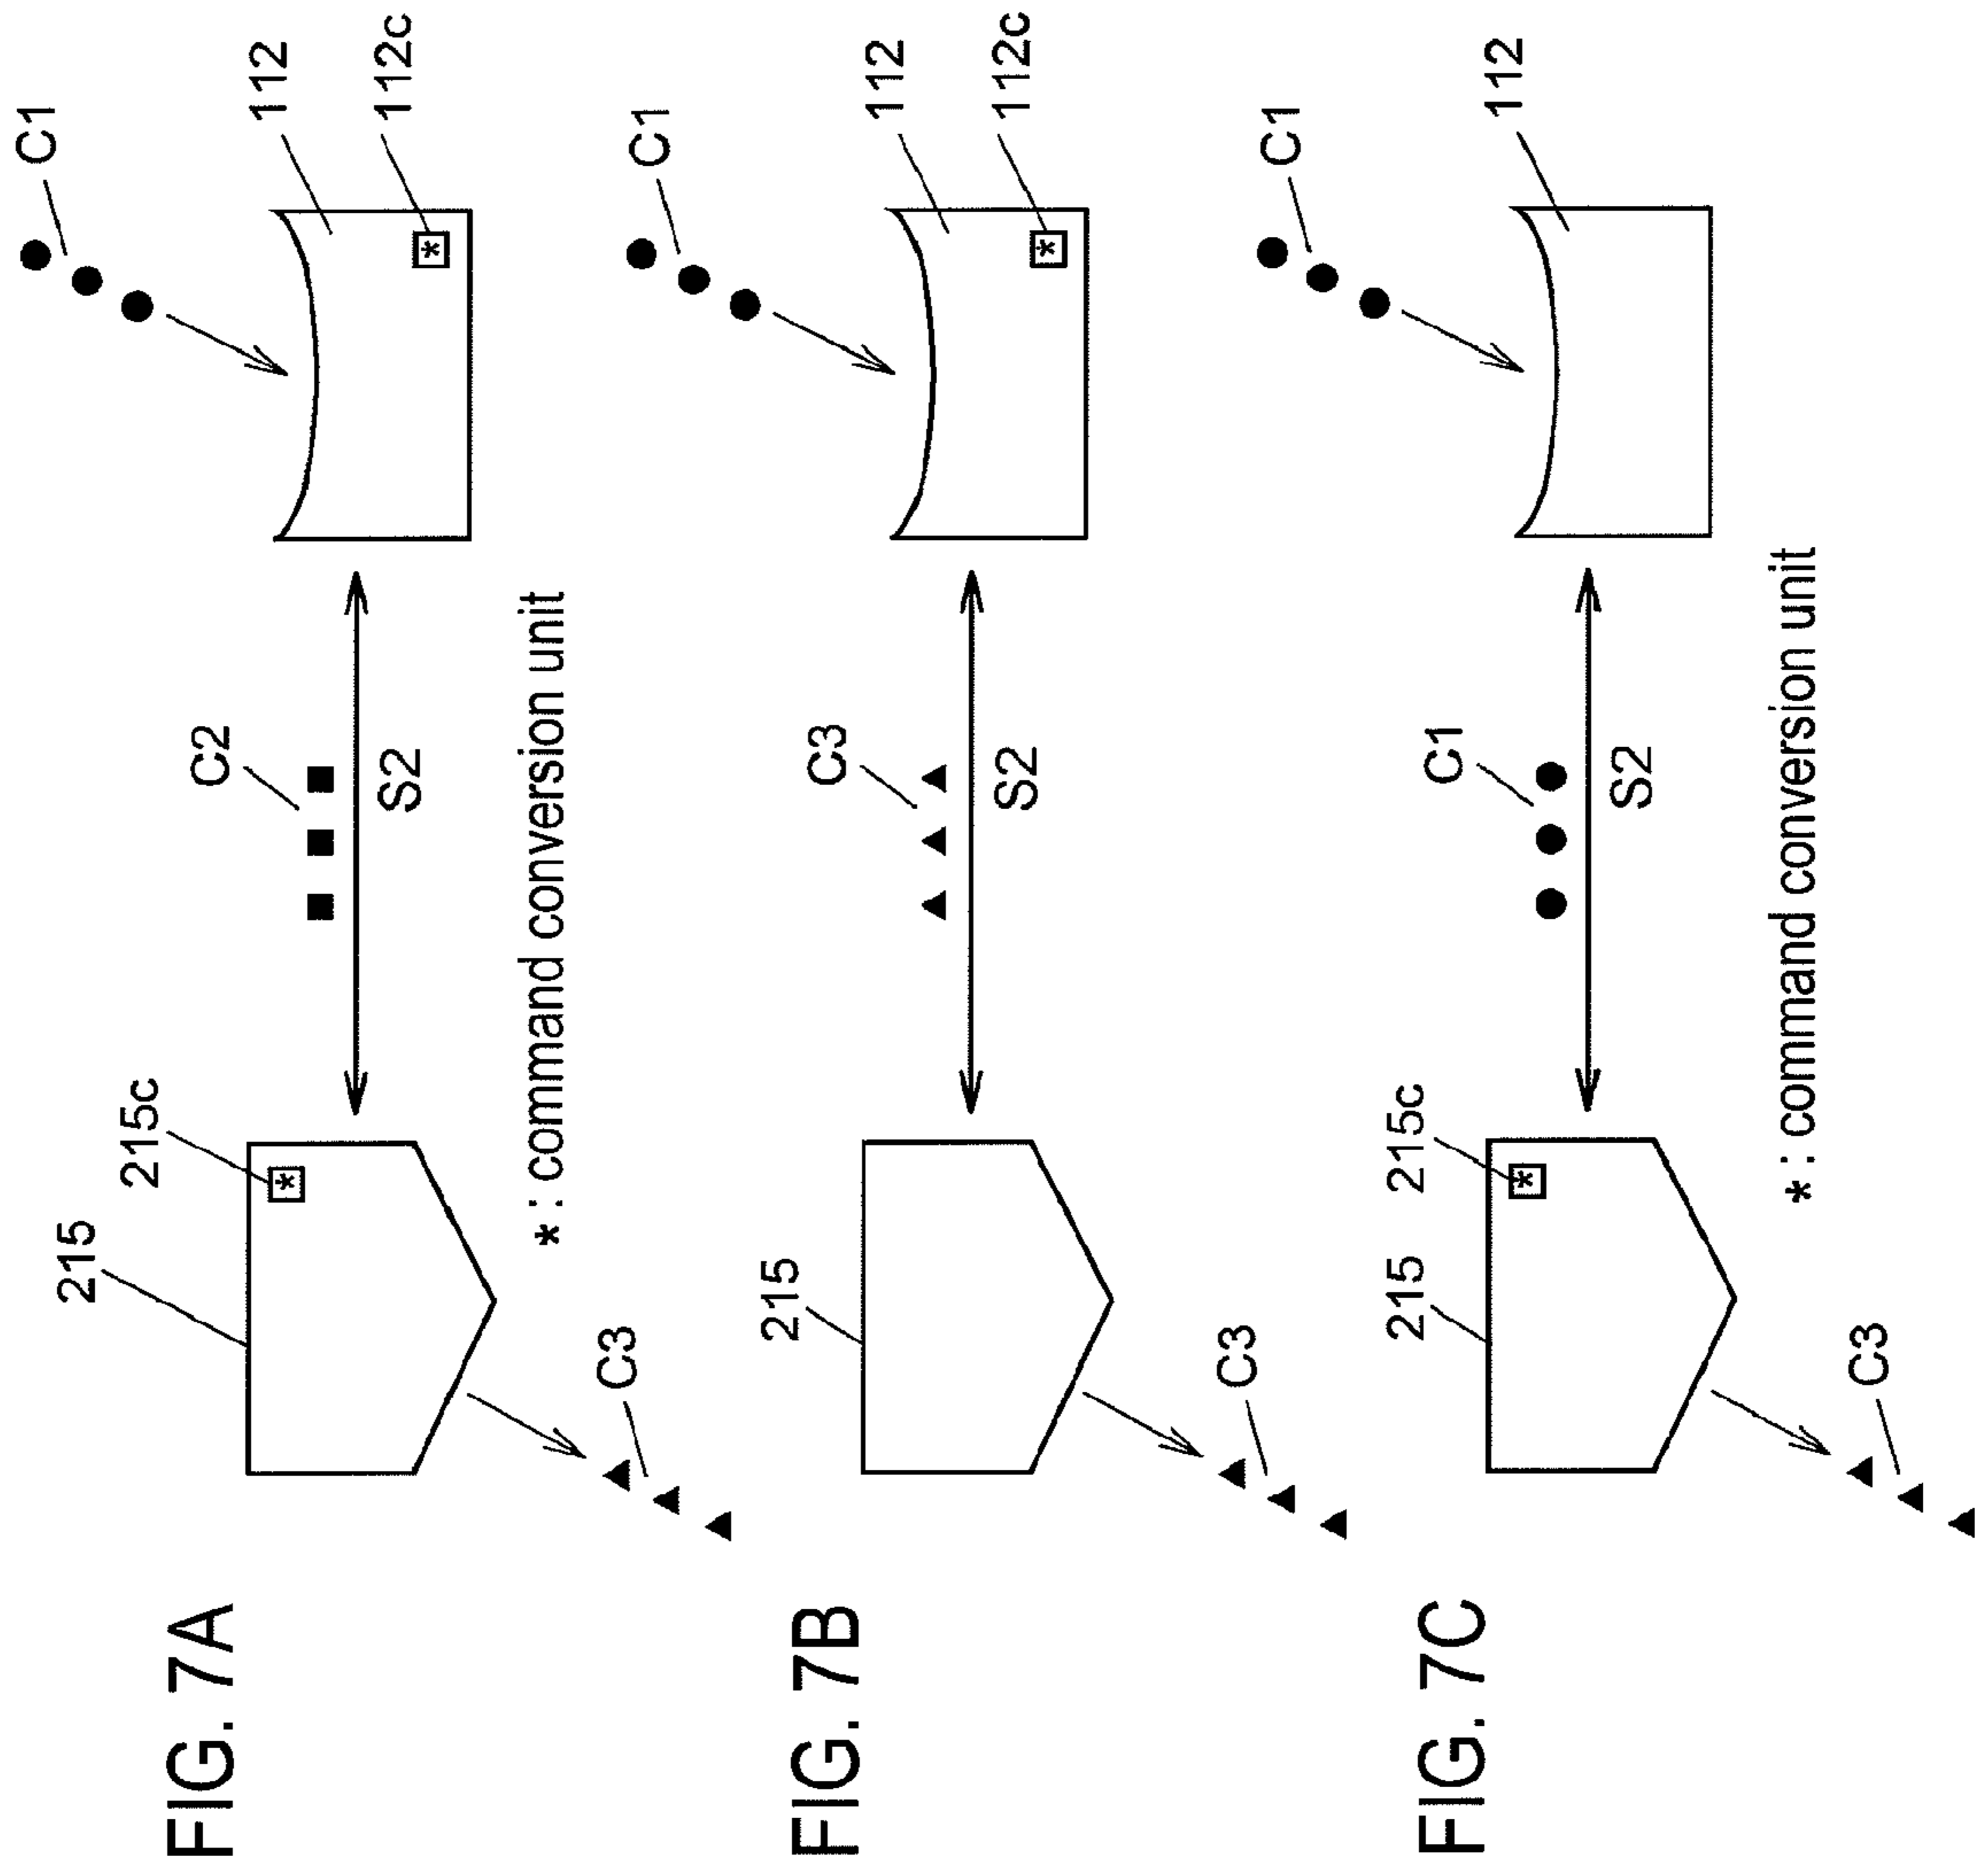 FIG. 7A
215
215c
*
C2
S2
C1
112
112c
*
C3
* : command conversion unit
FIG. 7B
215
C3
S2
C1
112
112c
*
C3
FIG. 7C
215
215c
*
C1
S2
C1
112
C3
* : command conversion unit